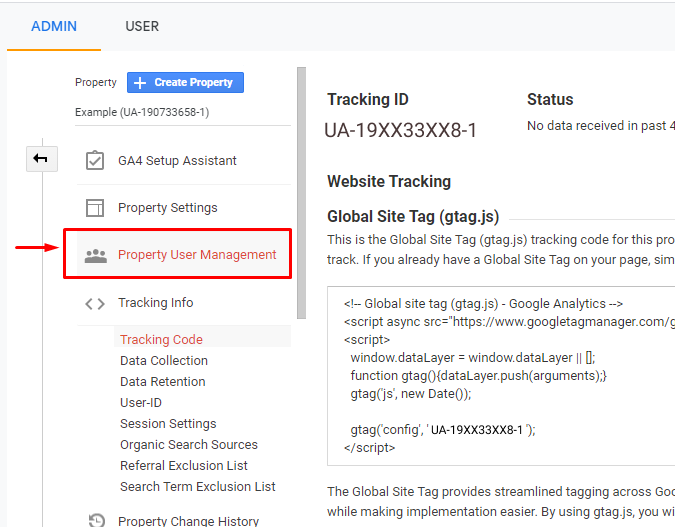 ADMIN USER
Property + Create Property
Example (UA-190733658-1)
GA4 Setup Assistant
Property Settings
Property User Management
Tracking Info
Tracking Code
Data Collection
Data Retention
User-ID
Session Settings
Organic Search Sources
Referral Exclusion List
Search Term Exclusion List
Property Change History
Tracking ID
UA-19XX33XX8-1
Status
No data received in past 4
Website Tracking
Global Site Tag (gtag.js)
This is the Global Site Tag (gtag.js) tracking code for this pro
track. If you already have a Global Site Tag on your page, sim
<!-- Global site tag (gtag.js) - Google Analytics -->
<script async src="https://www.googletagmanager.com/g
<script>
window.dataLayer = window.dataLayer || [];
function gtag(){dataLayer.push(arguments);}
gtag('js', new Date());
gtag('config', ' UA-19XX33XX8-1 ');
</script>
The Global Site Tag provides streamlined tagging across Goo
while making implementation easier. By using gtag.js, you wi